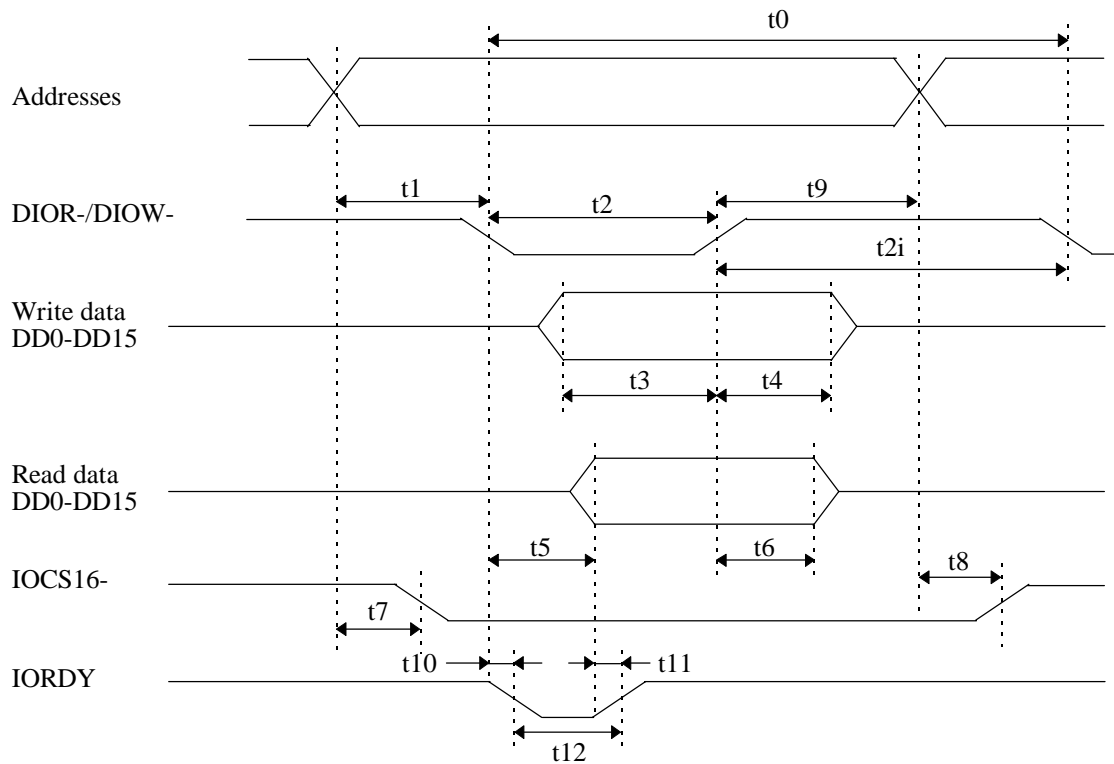 t0
Addresses
t1
t9
DIOR-/DIOW-
t2
t2i
Write data
DD0-DD15
t3
t4
Read data
DD0-DD15
t5
t6
t8
IOCS16-
t7
t10
t11
IORDY
t12